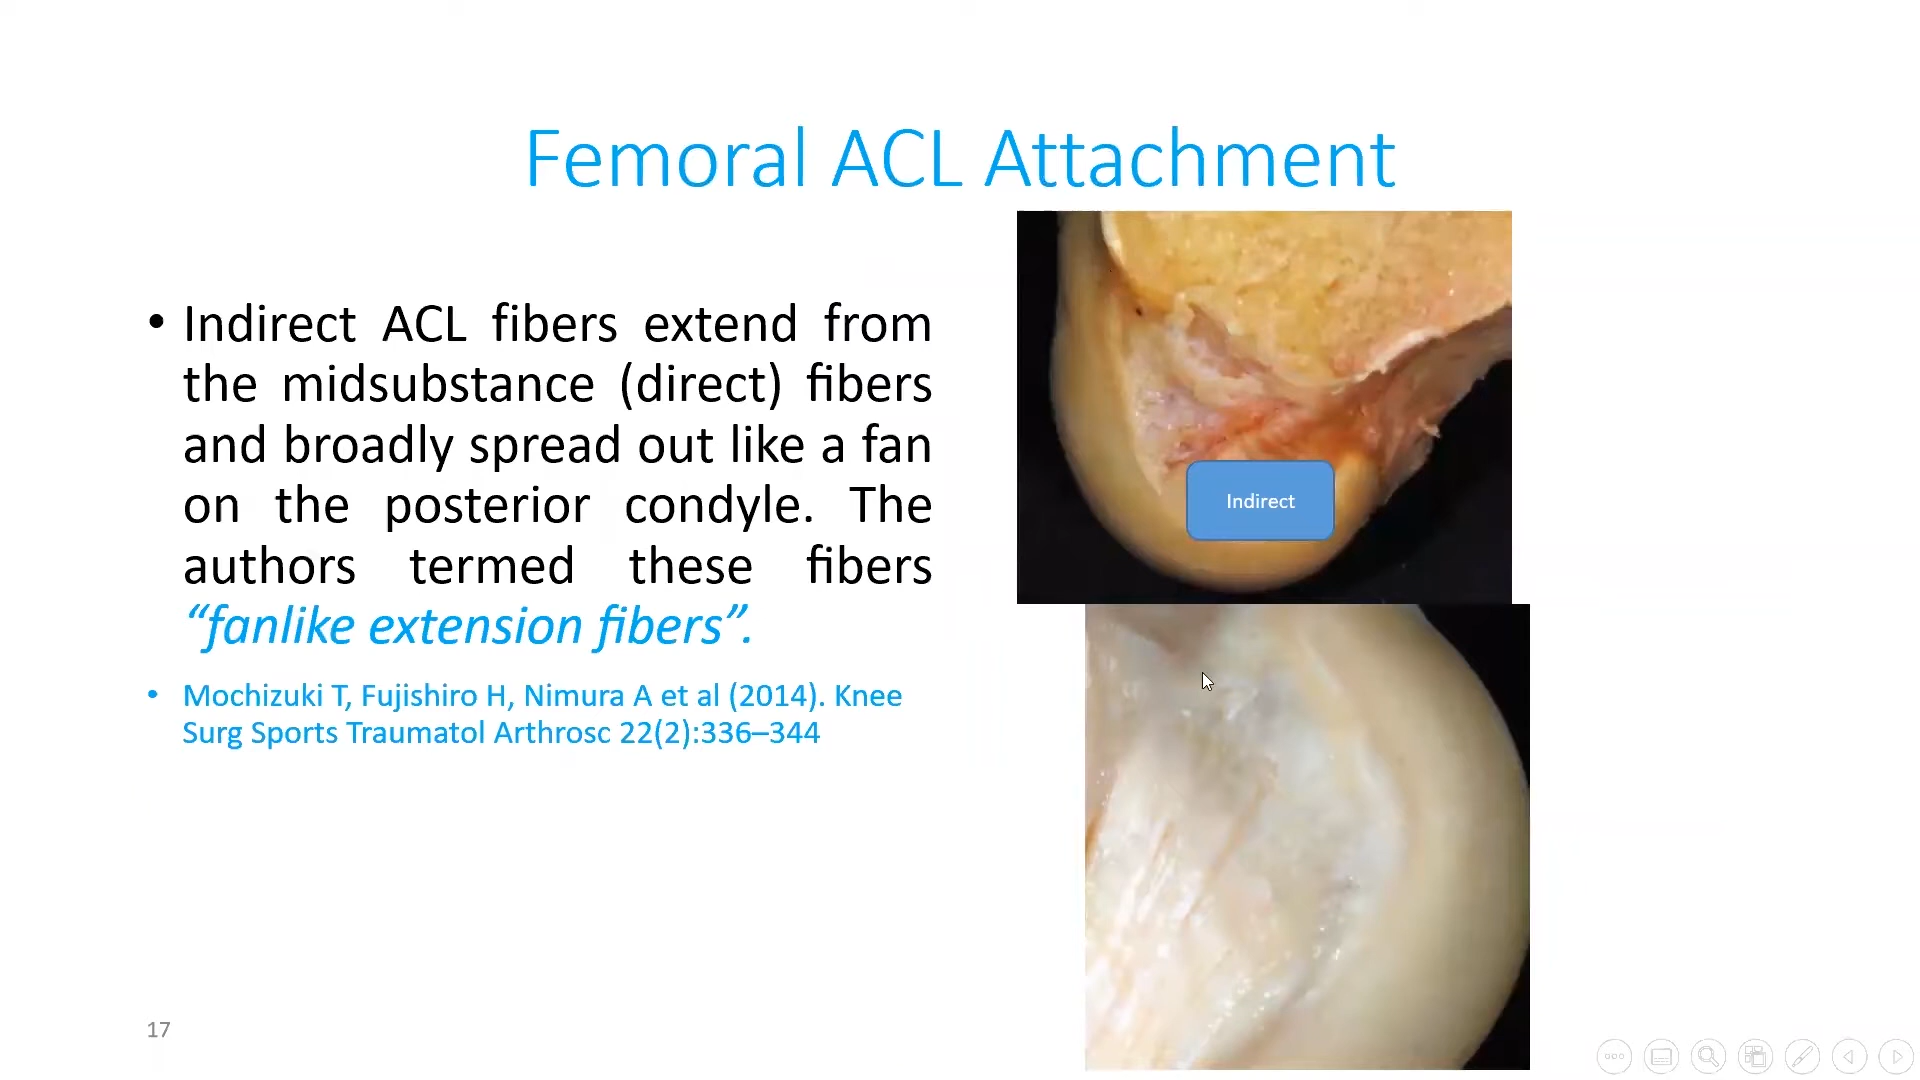 Femoral ACL Attachment
• Indirect ACL fibers extend from
the midsubstance (direct) fibers
and broadly spread out like a fan
on the posterior condyle. The
authors termed these fibers
“fanlike extension fibers”.
• Mochizuki T, Fujishiro H, Nimura A et al (2014). Knee
Surg Sports Traumatol Arthrosc 22(2):336–344
Indirect
17